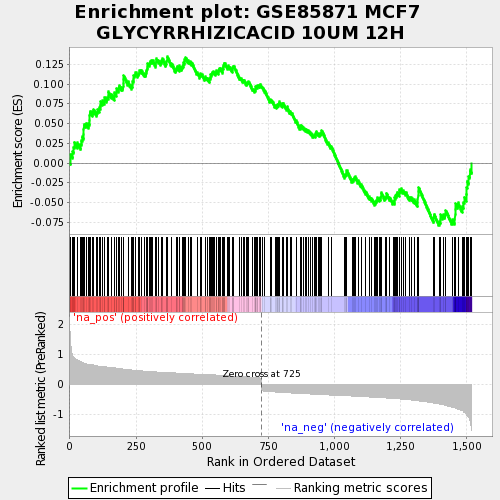 Enrichment plot: GSE85871 MCF7
GLYCYRRHIZICACID 10UM 12H
Enrichment score (ES)
0.125
0.100
0.075
0.050
0.025
0.000
-0.025
-0.050
-0.075
'na_pos' (positively correlated)
Ranked list metric (PreRanked)
2
1
0
-1
Zero cross at 725
'na_neg' (negatively correlated)
0
250
500
750
1,000
1,250
1,500
Rank in Ordered Dataset
Enrichment profile
Hits
Ranking metric scores